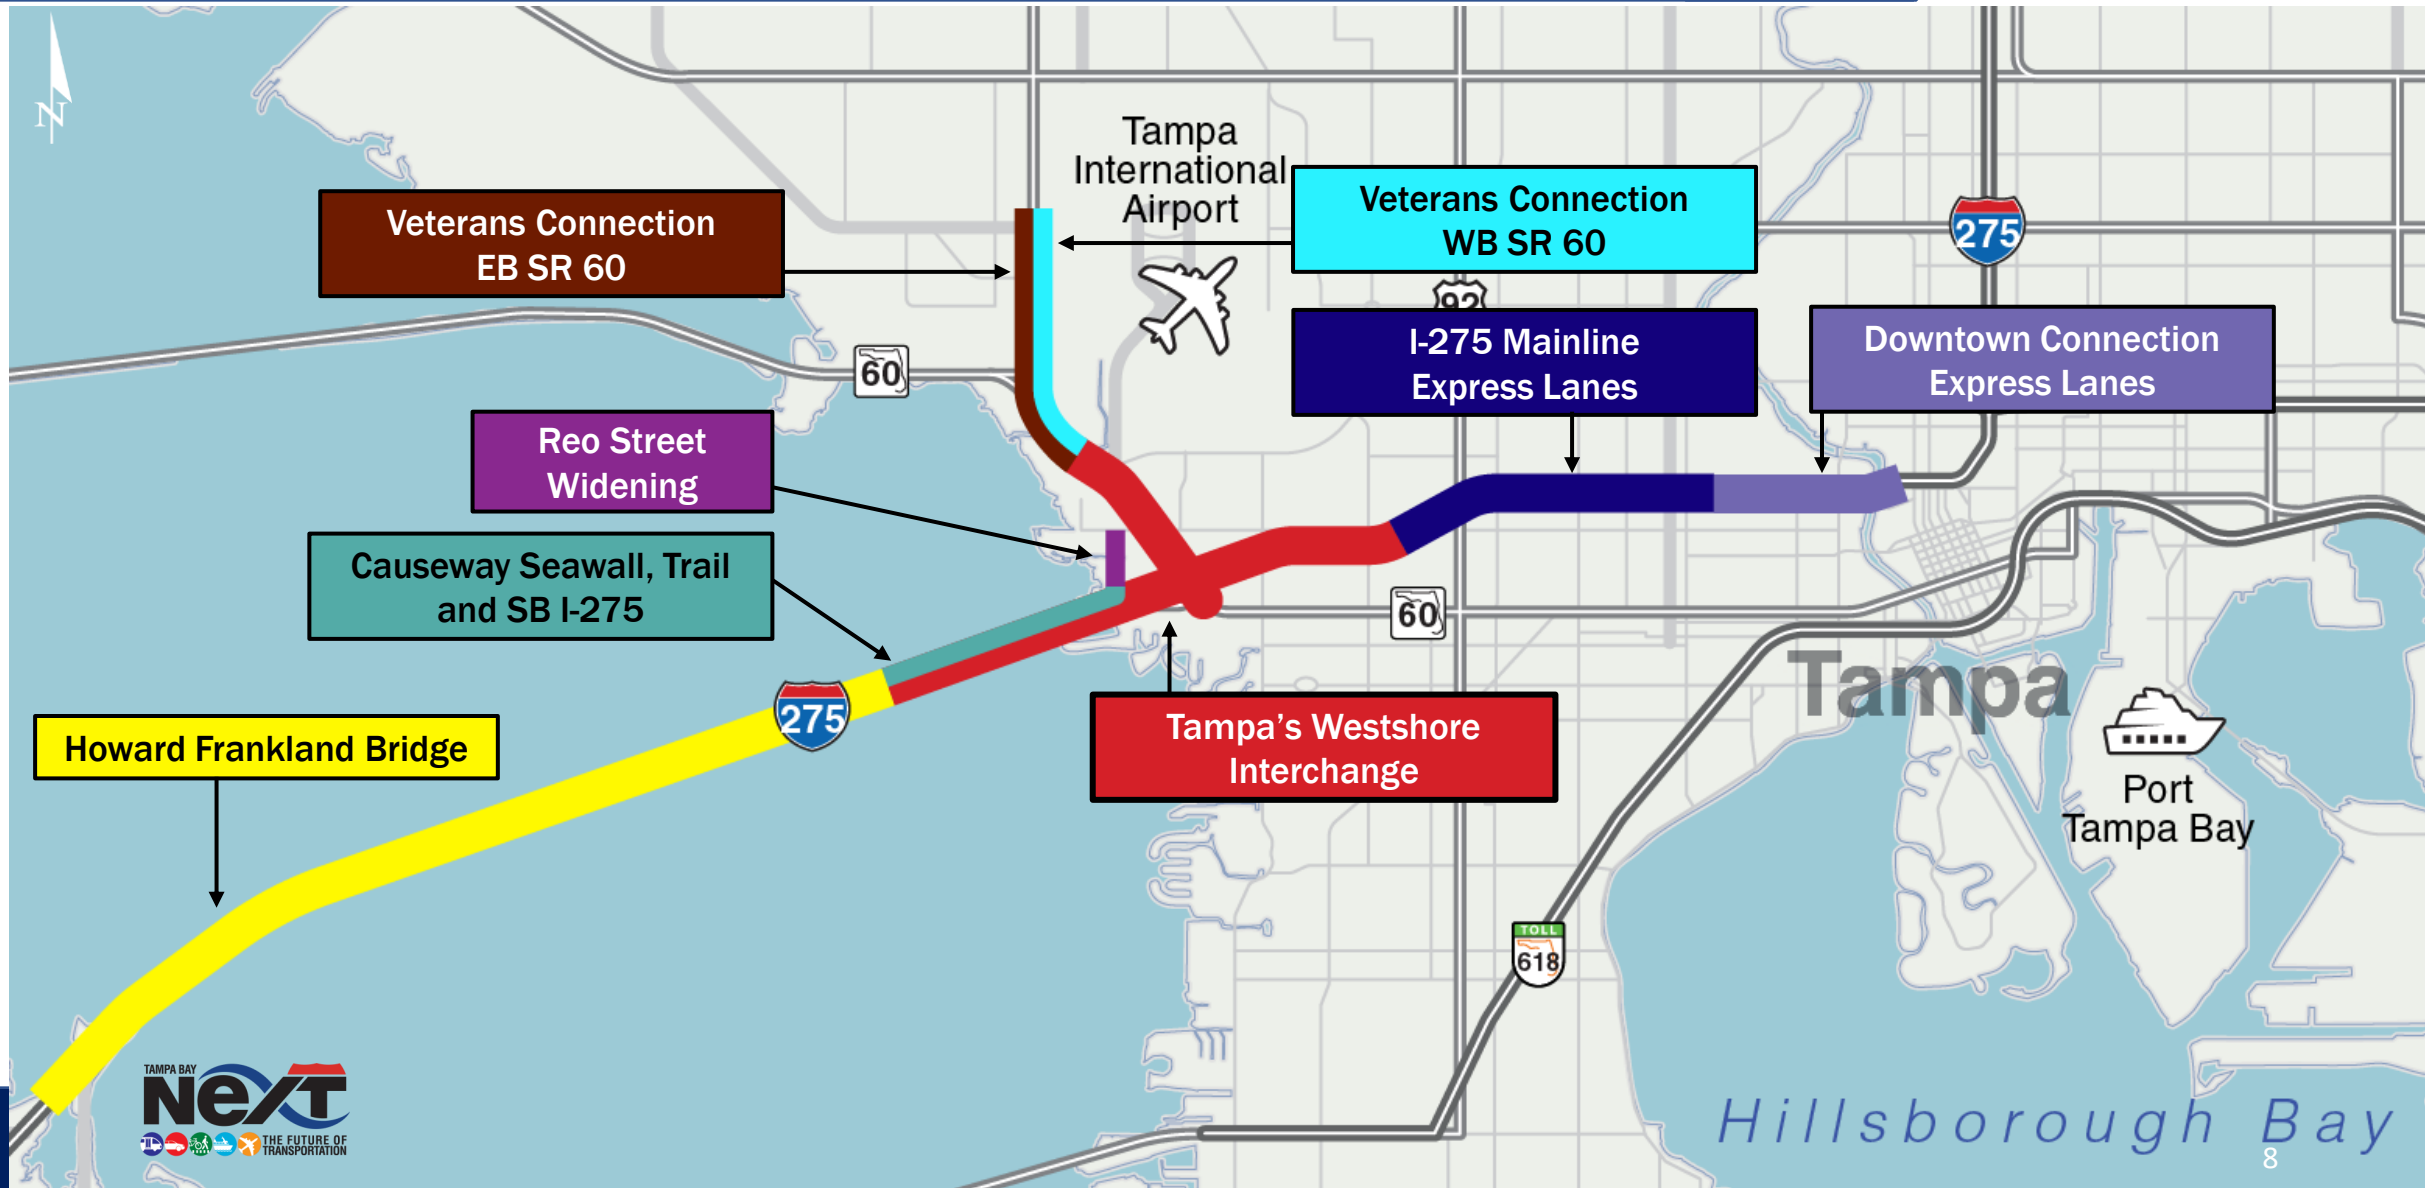 N
Tampa
International
Airport
Veterans Connection
EB SR 60
Veterans Connection
WB SR 60
275
92
60
I-275 Mainline
Express Lanes
Downtown Connection
Express Lanes
Reo Street
Widening
Causeway Seawall, Trail
and SB I-275
60
275
Tampa
Howard Frankland Bridge
Tampa's Westshore
Interchange
Port
Tampa Bay
TOLL
618
TAMPA BAY
NeXT
THE FUTURE OF
TRANSPORTATION
Hillsborough Bay
8